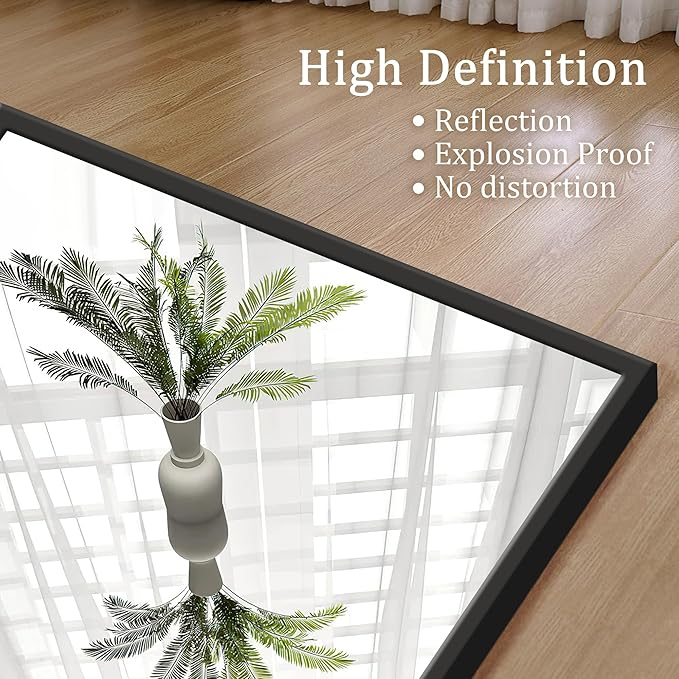 High Definition
• Reflection
• Explosion Proof
• No distortion